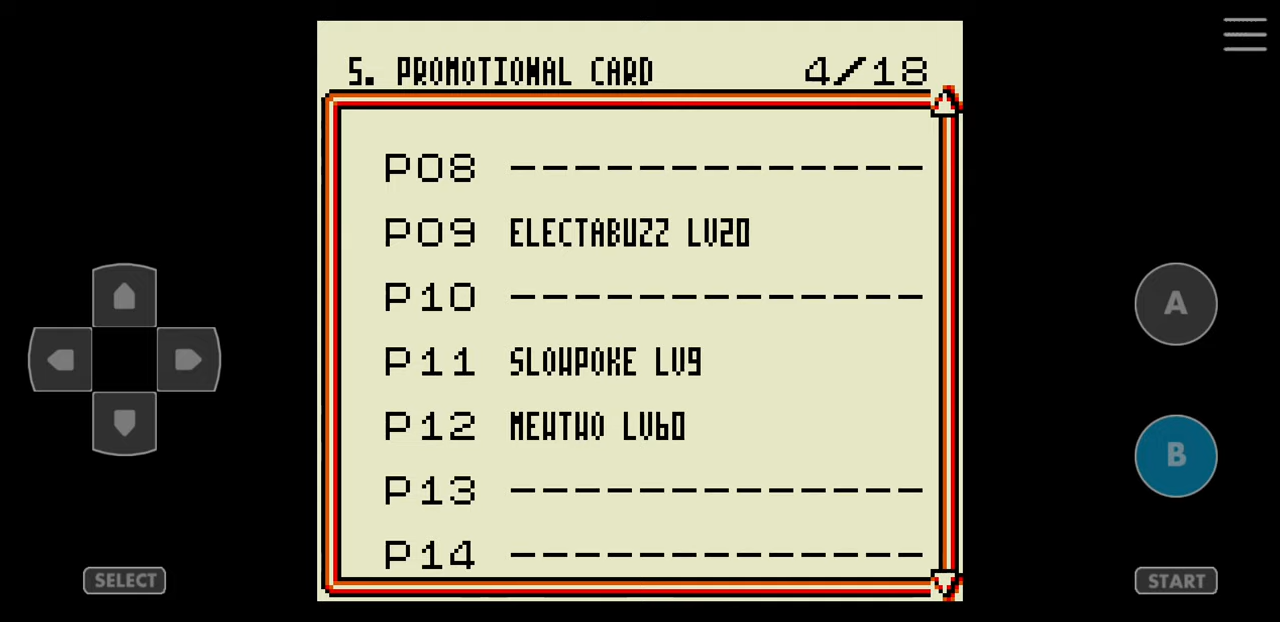 5. PROMOTIONAL CARD 4/18
P08 -------------
P09 ELECTABUZZ LV20
P10 -------------
P11 SLOWPOKE LV9
P12 MEWTWO LV60
P13 -------------
P14 -------------
A
B
SELECT
START